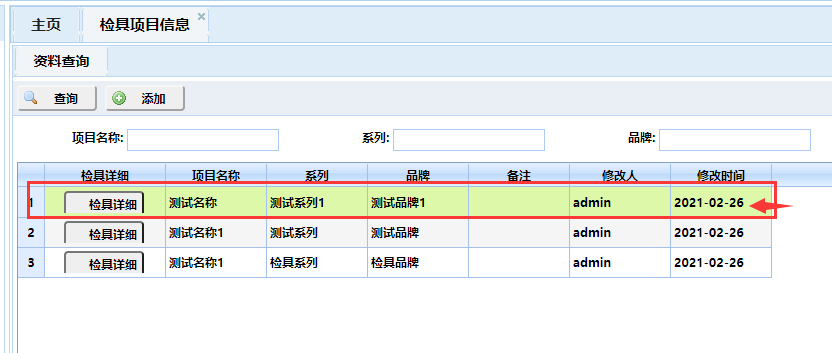 主页 检具项目信息
资料查询
查询 添加
项目名称: 系列: 品牌:
检具详细 项目名称 系列 品牌 备注 修改人 修改时间
1 检具详细 测试名称 测试系列1 测试品牌1 admin 2021-02-26
2 检具详细 测试名称1 测试系列 测试品牌 admin 2021-02-26
3 检具详细 测试名称1 检具系列 检具品牌 admin 2021-02-26